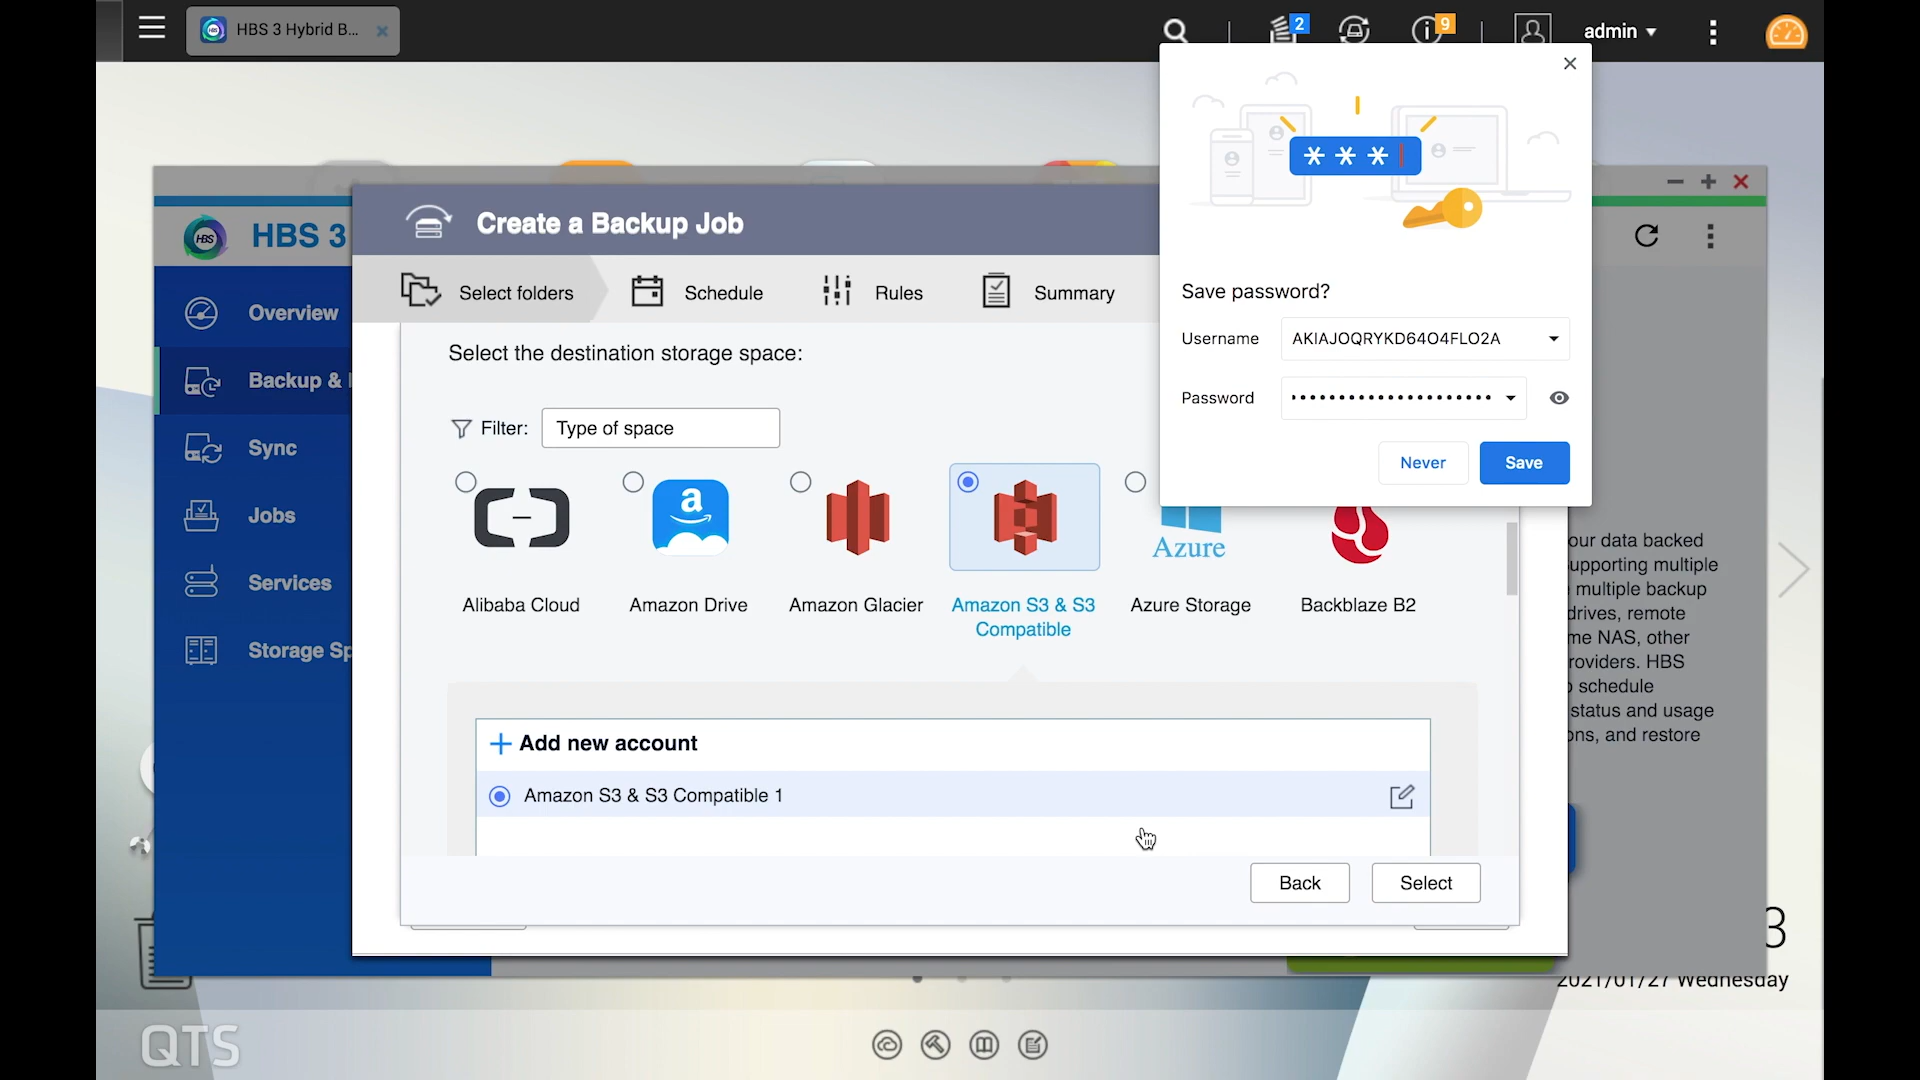 HBS 3 Hybrid B...
2
9
admin
HBS
HBS 3
Create a Backup Job
Select folders
Schedule
Rules
Summary
Overview
Backup &
Sync
Jobs
Services
Storage Sp
Select the destination storage space:
Filter:
Type of space
a
Azure
Alibaba Cloud
Amazon Drive
Amazon Glacier
Amazon S3 & S3
Compatible
Azure Storage
Backblaze B2
Add new account
Amazon S3 & S3 Compatible 1
Back
Select
* * *
Save password?
Username
AKIAJOQRYKD64O4FLO2A
Password
•••••••••••••••••••••
Never
Save
our data backed
upporting multiple
multiple backup
drives, remote
me NAS, other
roviders. HBS
schedule
status and usage
ons, and restore
3
2021/01/27 Wednesday
QTS